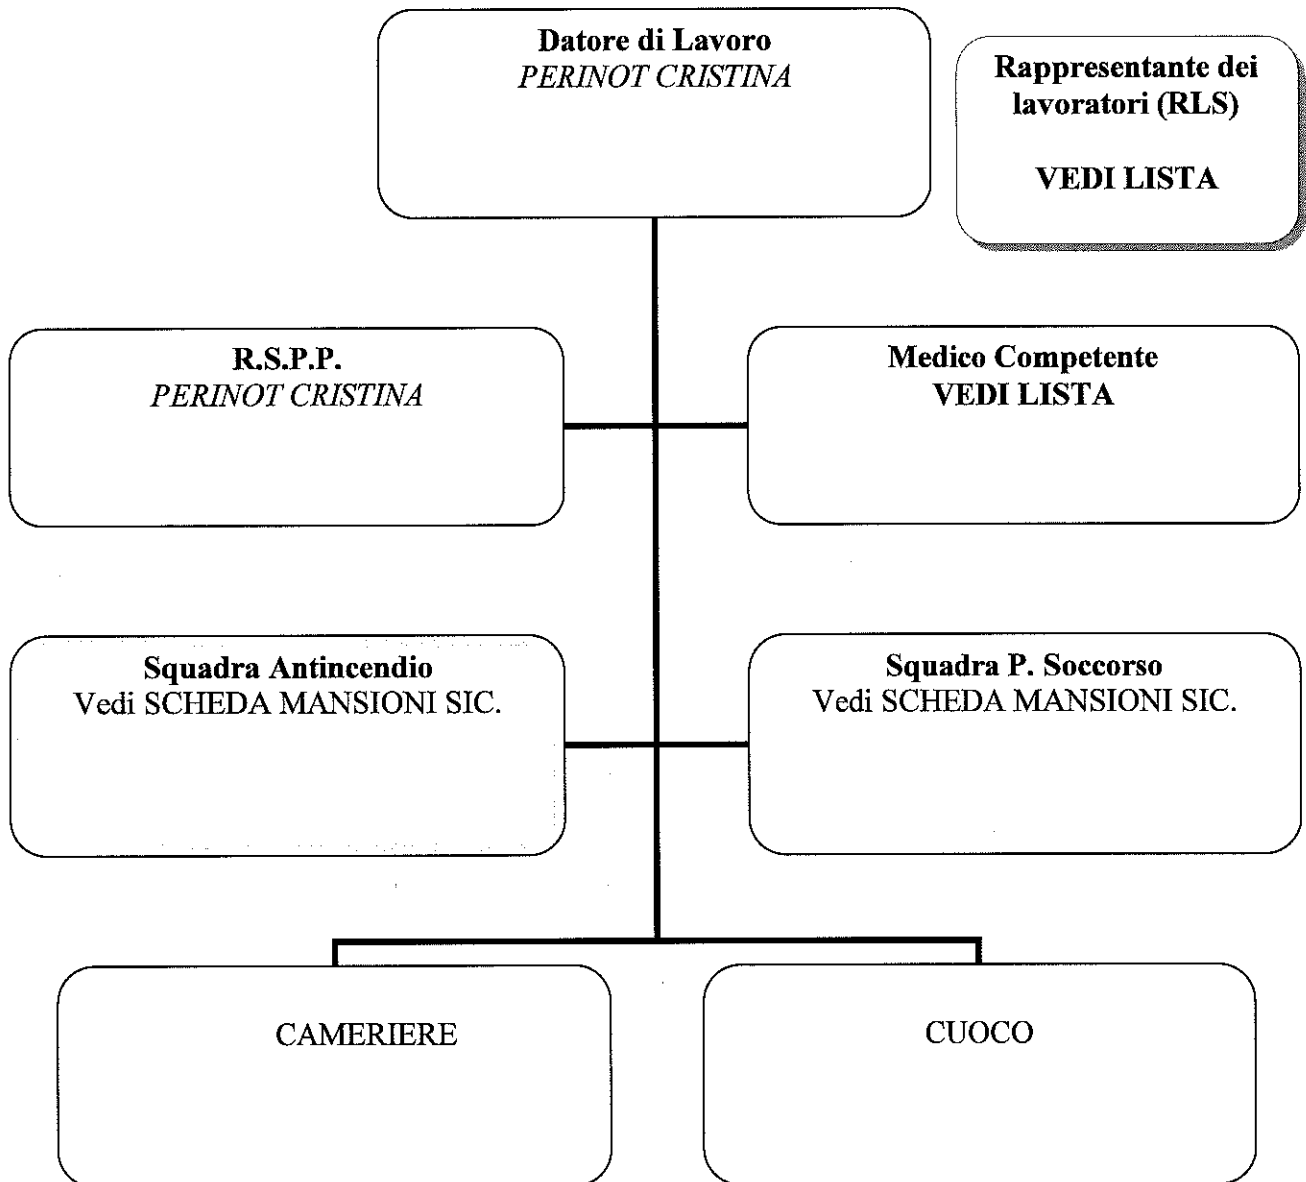 Datore di Lavoro
PERINOT CRISTINA
Rappresentante dei
lavoratori (RLS)
VEDI LISTA
R.S.P.P.
PERINOT CRISTINA
Medico Competente
VEDI LISTA
Squadra Antincendio
Vedi SCHEDA MANSIONI SIC.
Squadra P. Soccorso
Vedi SCHEDA MANSIONI SIC.
CAMERIERE
CUOCO